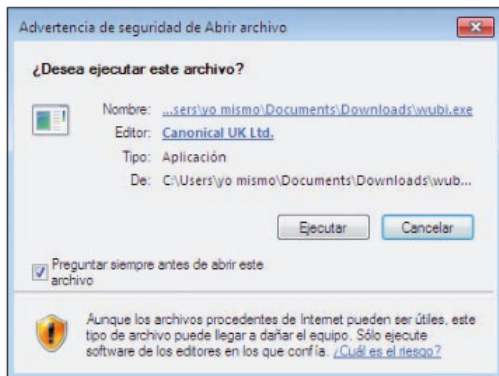 Advertencia de seguridad de Abrir archivo
¿Desea ejecutar este archivo?
Nombre: ...sers\yo mismo\Documents\Downloads\wubi.exe
Editor: Canonical UK Ltd.
Tipo: Aplicación
De: C:\Users\yo mismo\Documents\Downloads\wub...
Ejecutar Cancelar
Preguntar siempre antes de abrir este
archivo
Aunque los archivos procedentes de Internet pueden ser útiles, este
tipo de archivo puede llegar a dañar el equipo. Sólo ejecute
software de los editores en los que confía. ¿Cuál es el riesgo?